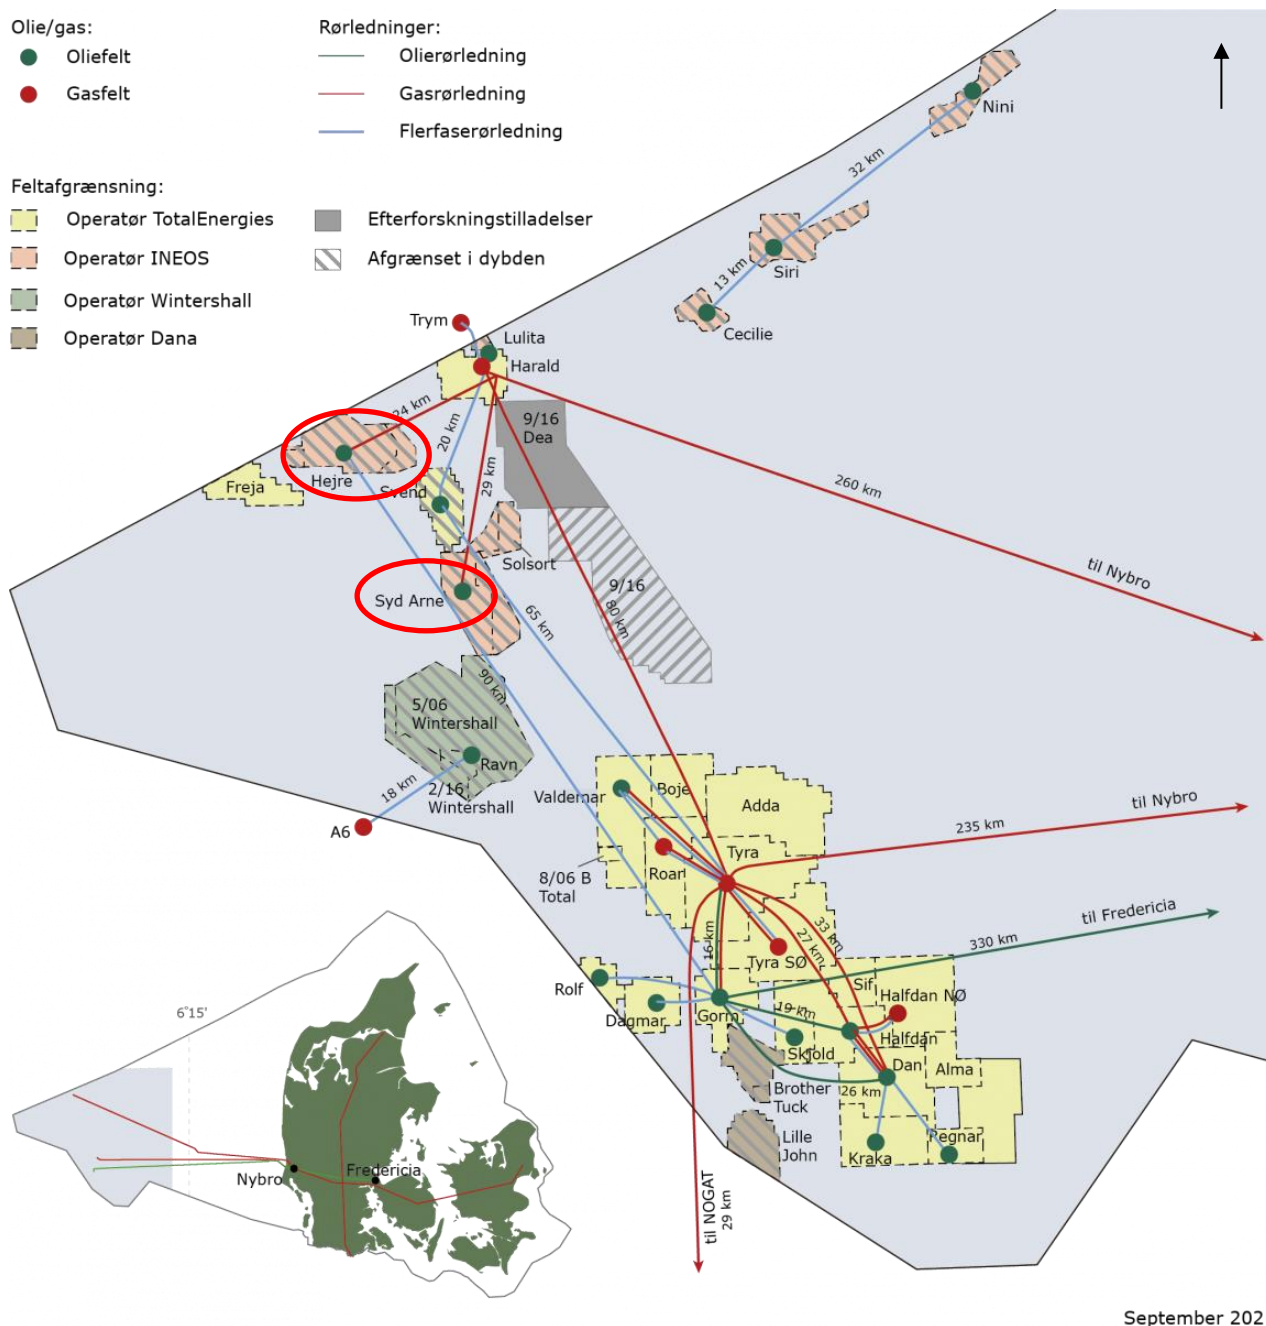 Olie/gas:
Oliefelt
Gasfelt
Rørledninger:
Olierørledning
Gasrørledning
Flerfaserørledning
Feltafgrænsning:
Operatør TotalEnergies
Operatør INEOS
Operatør Wintershall
Operatør Dana
Efterforskningstilladelser
Afgrænset i dybden
Nini
32 km
Siri
13 km
Cecilie
Trym
Lulita
Harald
24 km
20 km
29 km
9/16
Dea
260 km
til Nybro
Hejre
Freja
Svend
Solsort
Syd Arne
9/16
80 km
65 km
90 km
5/06
Wintershall
Ravn
2/16
Wintershall
18 km
A6
Valdemar
Boje
Adda
Tyra
Roar
8/06 B
Total
235 km
til Nybro
til Fredericia
330 km
16 km
27 km
33 km
Tyra SØ
Rolf
Dagmar
Gorm
19 km
Skjold
Sif
Halfdan NØ
Halfdan
Dan
Alma
26 km
Brother
Tuck
Lille
John
Kraka
Regnar
til NOGAT
29 km
6°15'
Nybro
Fredericia
September 202